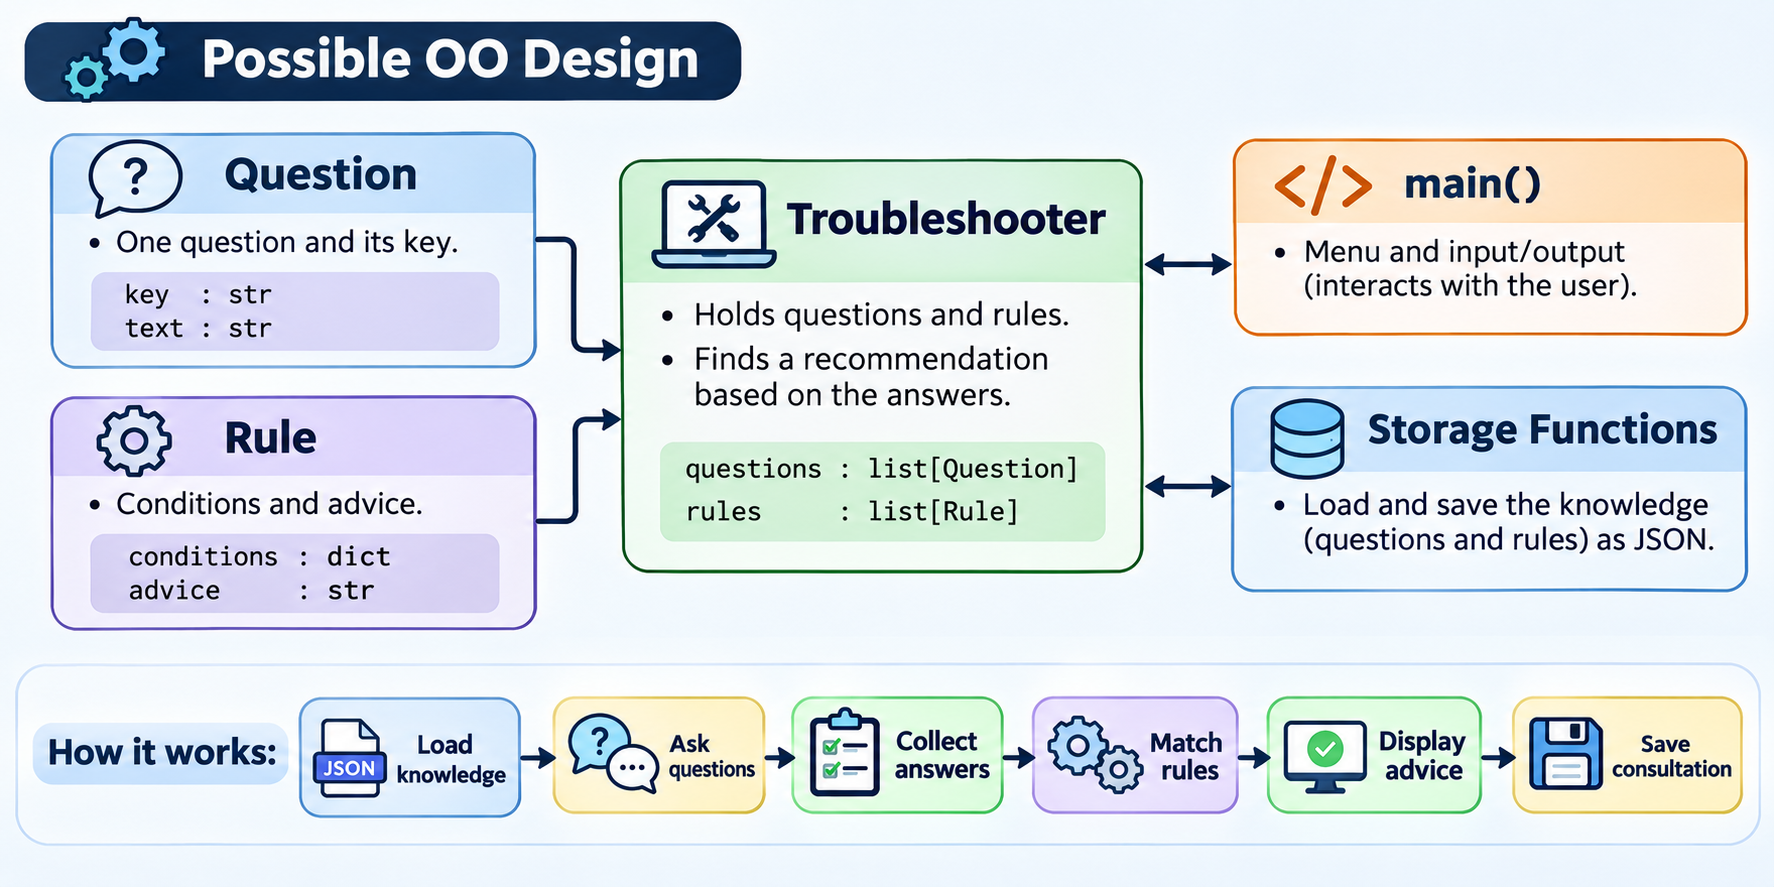 Possible OO Design
?
Question
• One question and its key.
key : str
text : str
Rule
• Conditions and advice.
conditions : dict
advice : str
Troubleshooter
• Holds questions and rules.
• Finds a recommendation
based on the answers.
questions : list[Question]
rules : list[Rule]
</> main()
• Menu and input/output
(interacts with the user).
Storage Functions
• Load and save the knowledge
(questions and rules) as JSON.
How it works:
JSON
Load
knowledge
?
Ask
questions
Collect
answers
Match
rules
Display
advice
Save
consultation